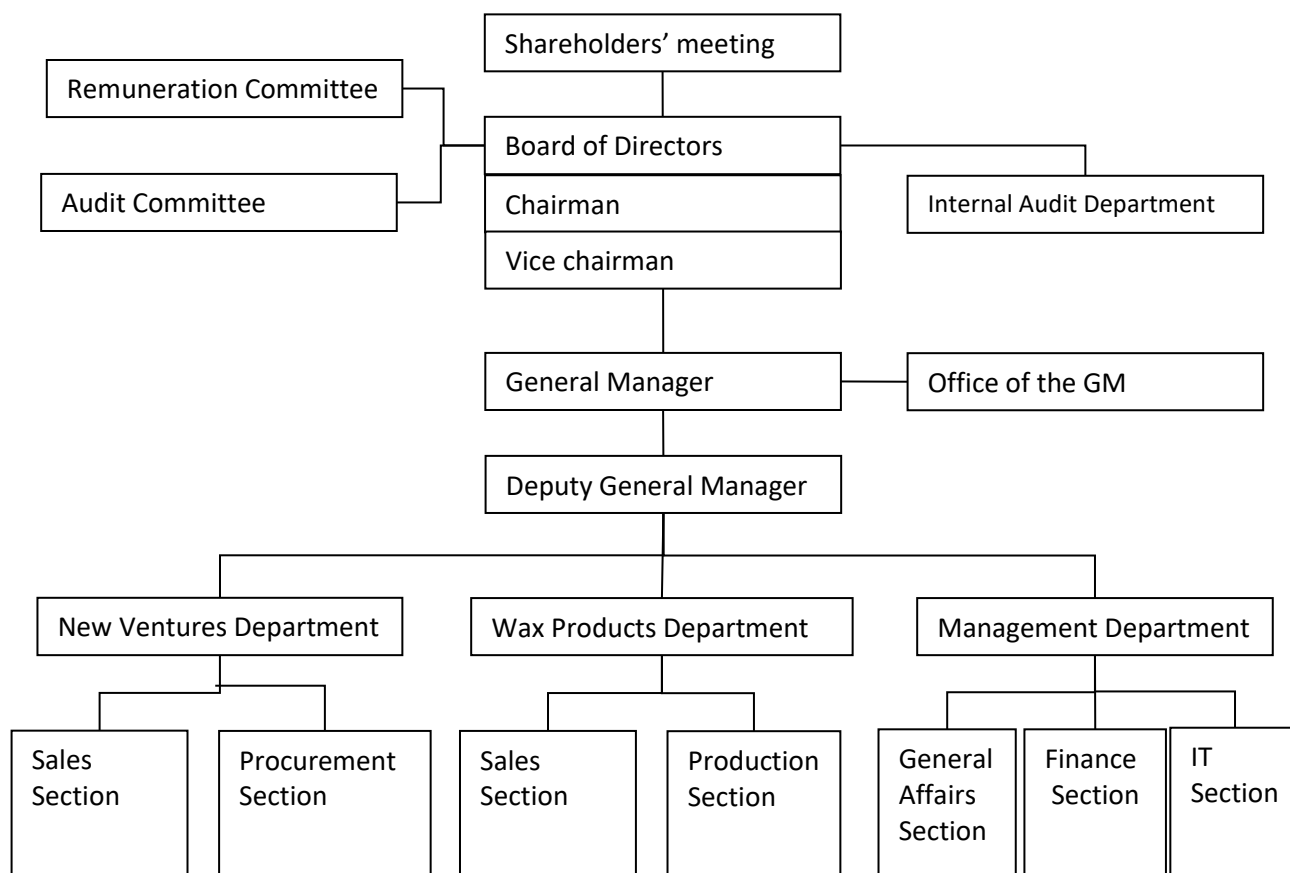 Shareholders’ meeting
Remuneration Committee
Board of Directors
Audit Committee
Chairman
Internal Audit Department
Vice chairman
General Manager
Office of the GM
Deputy General Manager
New Ventures Department
Wax Products Department
Management Department
Sales
Section
Procurement
Section
Sales
Section
Production
Section
General
Affairs
Section
Finance
Section
IT
Section